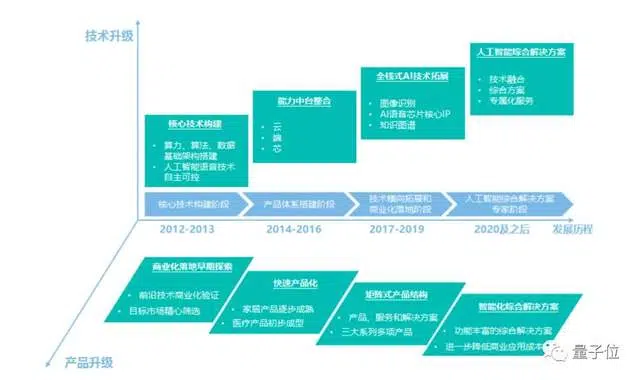 技术升级
人工智能综合解决方案
• 技术融合
• 综合方案
• 专属化服务
全栈式AI技术拓展
• 图像识别
• AI语音芯片核心IP
• 知识图谱
能力中台整合
• 云
• 端
• 芯
核心技术构建
• 算力、算法、数据
基础架构搭建
• 人工智能语音技术
自主可控
核心技术构建阶段
产品体系搭建阶段
技术横向拓展和
商业化落地阶段
人工智能综合解决方案
专家阶段
2012-2013
2014-2016
2017-2019
2020及之后
发展历程
商业化落地早期探索
• 前沿技术商业化验证
• 目标市场精心筛选
快速产品化
• 家居产品逐步成熟
• 医疗产品初步成型
矩阵式产品结构
• 产品、服务和解决方案
• 三大系列多项产品
智能化综合解决方案
• 功能丰富的综合解决方案
• 进一步降低商业应用成本
产品升级
量子位